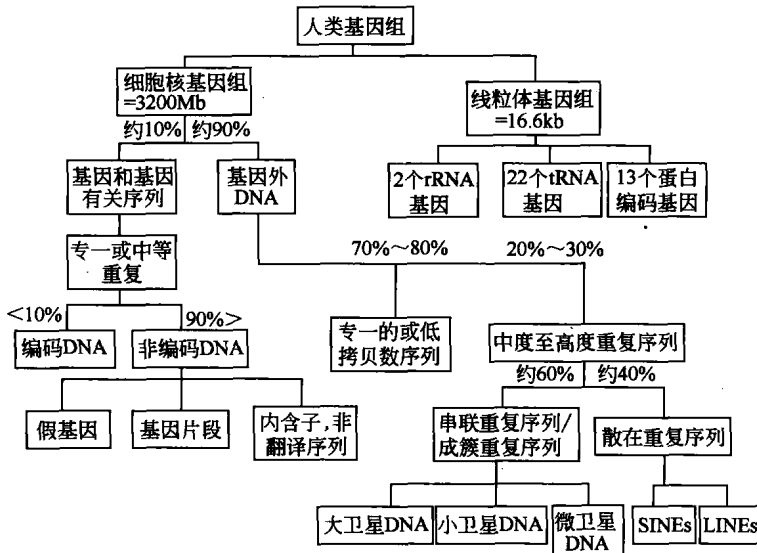 人类基因组
细胞核基因组
=3200Mb
线粒体基因组
=16.6kb
约10%
约90%
基因和基因
有关序列
基因外
DNA
2个rRNA
基因
22个tRNA
基因
13个蛋白
编码基因
专一或中等
重复
70%～80%
20%～30%
<10%
90%>
编码DNA
非编码DNA
专一的或低
拷贝数序列
中度至高度重复序列
约60%
约40%
假基因
基因片段
内含子,非
翻译序列
串联重复序列/
成簇重复序列
散在重复序列
大卫星DNA
小卫星DNA
微卫星
DNA
SINEs
LINEs